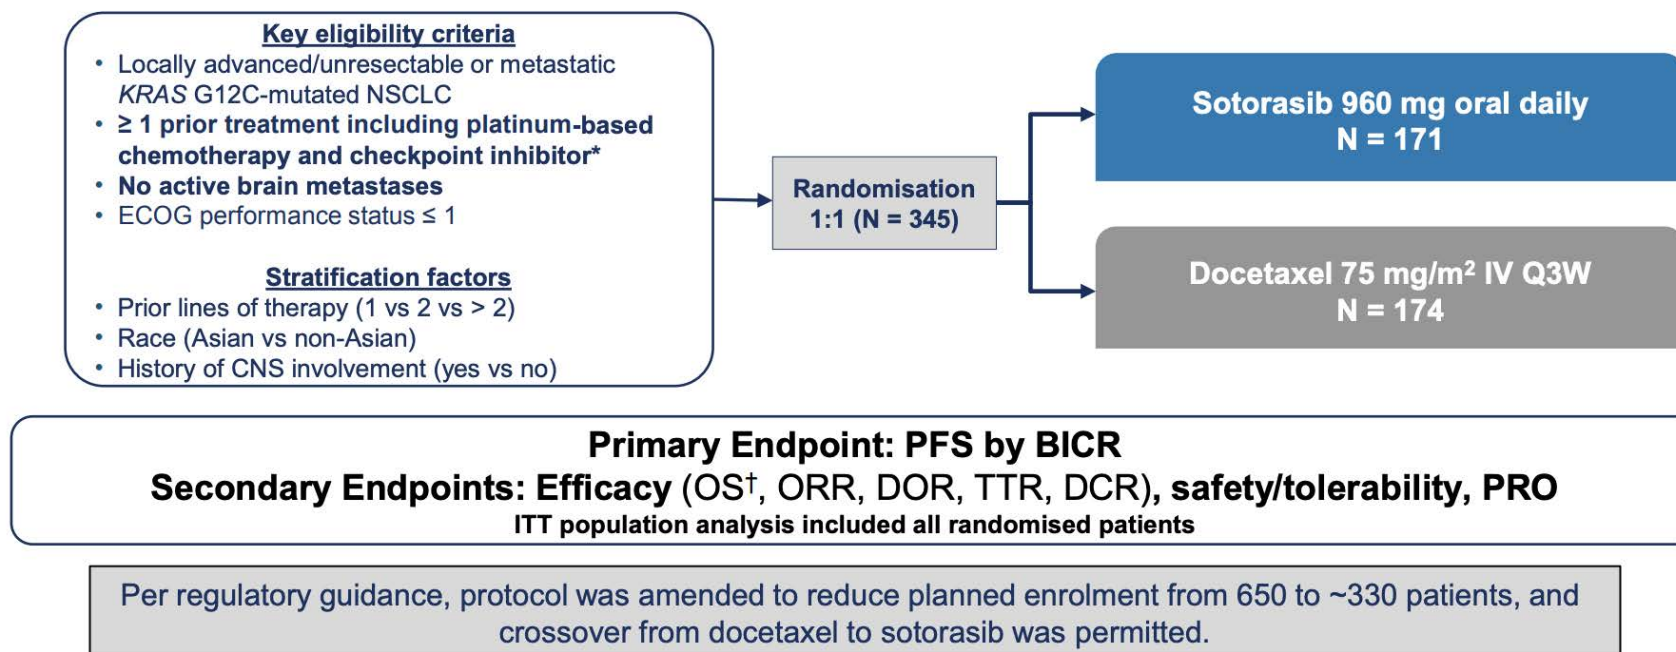 Key eligibility criteria
• Locally advanced/unresectable or metastatic
KRAS G12C-mutated NSCLC
• ≥ 1 prior treatment including platinum-based
chemotherapy and checkpoint inhibitor*
• No active brain metastases
• ECOG performance status ≤ 1
Stratification factors
• Prior lines of therapy (1 vs 2 vs > 2)
• Race (Asian vs non-Asian)
• History of CNS involvement (yes vs no)
Randomisation
1:1 (N = 345)
Sotorasib 960 mg oral daily
N = 171
Docetaxel 75 mg/m² IV Q3W
N = 174
Primary Endpoint: PFS by BICR
Secondary Endpoints: Efficacy (OS†, ORR, DOR, TTR, DCR), safety/tolerability, PRO
ITT population analysis included all randomised patients
Per regulatory guidance, protocol was amended to reduce planned enrolment from 650 to ~330 patients, and
crossover from docetaxel to sotorasib was permitted.